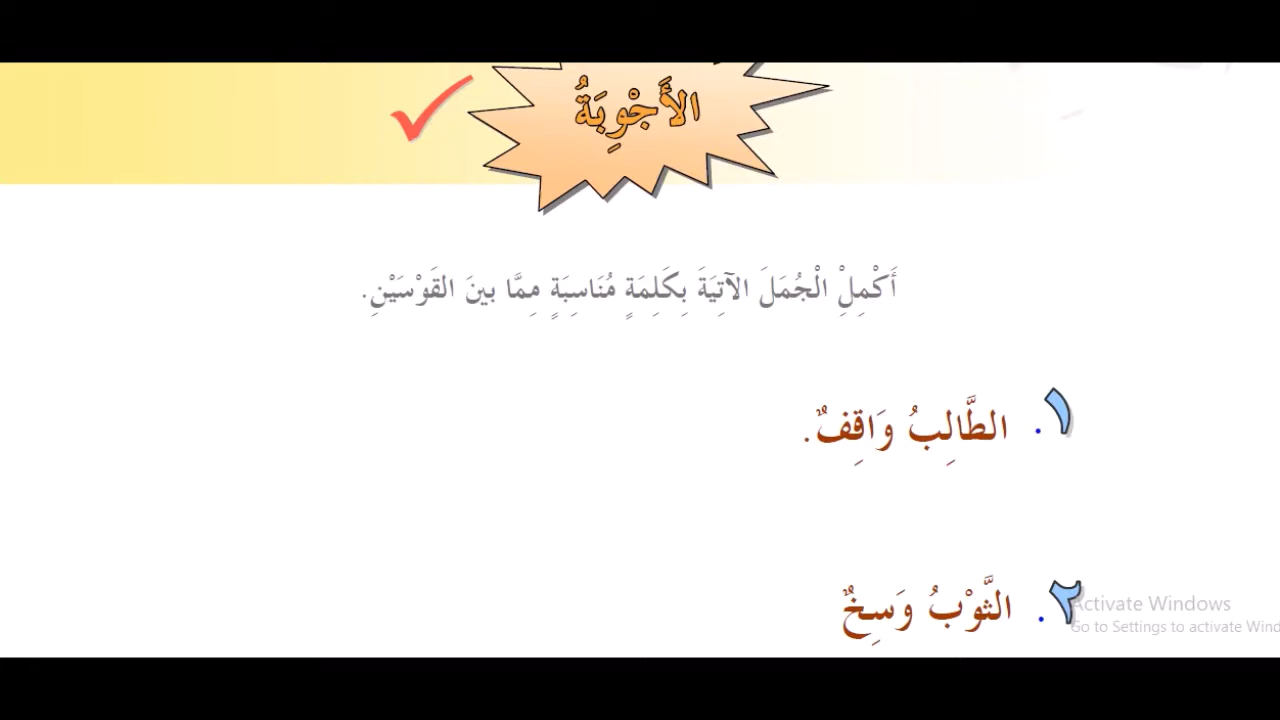 الأَجْوِبَةُ
أَكْمِلْ الْجُمَلَ الآتِيَةَ بِكَلِمَةٍ مُنَاسِبَةٍ مِمَّا بينَ القَوْسَيْنِ.
١. الطَّالِبُ وَاقِفٌ.
٢. الثَّوْبُ وَسِخٌ
Activate Windows
Go to Settings to activate Wind